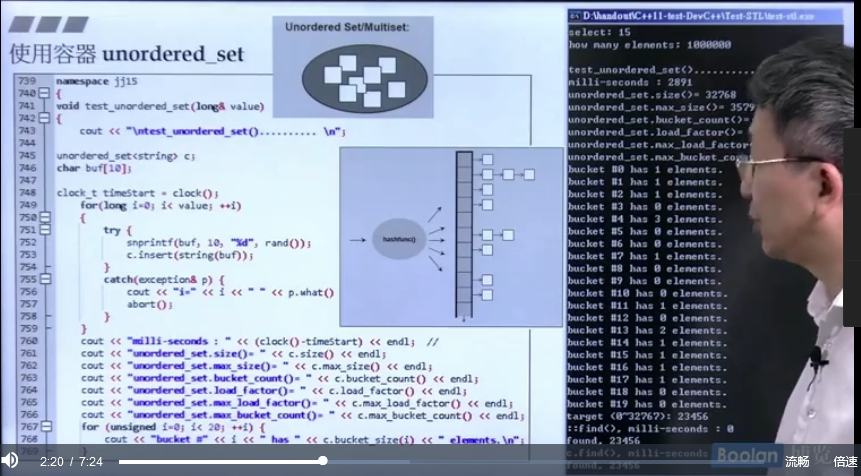 使用容器 unordered_set
Unordered Set/Multiset:
739 namespace jj15
740 {
741 void test_unordered_set(long& value)
742 {
743 cout << "\ntest_unordered_set().......... \n";
744
745 unordered_set<string> c;
746 char buf[10];
747
748 clock_t timeStart = clock();
749 for(long i=0; i< value; ++i)
750 {
751 try {
752 snprintf(buf, 10, "%d", rand());
753 c.insert(string(buf));
754 }
755 catch(exception& p) {
756 cout << "i=" << i << " " << p.what()
757 abort();
758 }
759 }
760 cout << "milli-seconds : " << (clock()-timeStart) << endl; //
761 cout << "unordered_set.size()= " << c.size() << endl;
762 cout << "unordered_set.max_size()= " << c.max_size() << endl;
763 cout << "unordered_set.bucket_count()= " << c.bucket_count() << endl;
764 cout << "unordered_set.load_factor()= " << c.load_factor() << endl;
765 cout << "unordered_set.max_load_factor()= " << c.max_load_factor() << endl;
766 cout << "unordered_set.max_bucket_count()= " << c.max_bucket_count() << endl;
767 for (unsigned i=0; i< 20; ++i) {
768 cout << "bucket #" << i << " has " << c.bucket_size(i) << " elements.\n";
769
hashfunc()
D:\handout\C++11-test-DevC++\Test-STL\test-stl.exe
select: 15
how many elements: 1000000
test_unordered_set()..........
milli-seconds : 2891
unordered_set.size()= 32768
unordered_set.max_size()= 3579
unordered_set.bucket_count()=
unordered_set.load_factor()=
unordered_set.max_load_factor
unordered_set.max_bucket_co
bucket #0 has 1 elements.
bucket #1 has 1 elements.
bucket #2 has 1 elements.
bucket #3 has 0 elements.
bucket #4 has 3 elements.
bucket #5 has 0 elements.
bucket #6 has 0 elements.
bucket #7 has 1 elements.
bucket #8 has 0 elements.
bucket #9 has 0 elements.
bucket #10 has 0 elements.
bucket #11 has 1 elements.
bucket #12 has 0 elements.
bucket #13 has 2 elements.
bucket #14 has 1 elements.
bucket #15 has 1 elements.
bucket #16 has 1 elements.
bucket #17 has 1 elements.
bucket #18 has 0 elements.
bucket #19 has 0 elements.
target (0~32767): 23456
::find(), milli-seconds : 0
found, 23456
c.find(), milli-seconds
Boolan
2:20 / 7:24
流畅 倍速